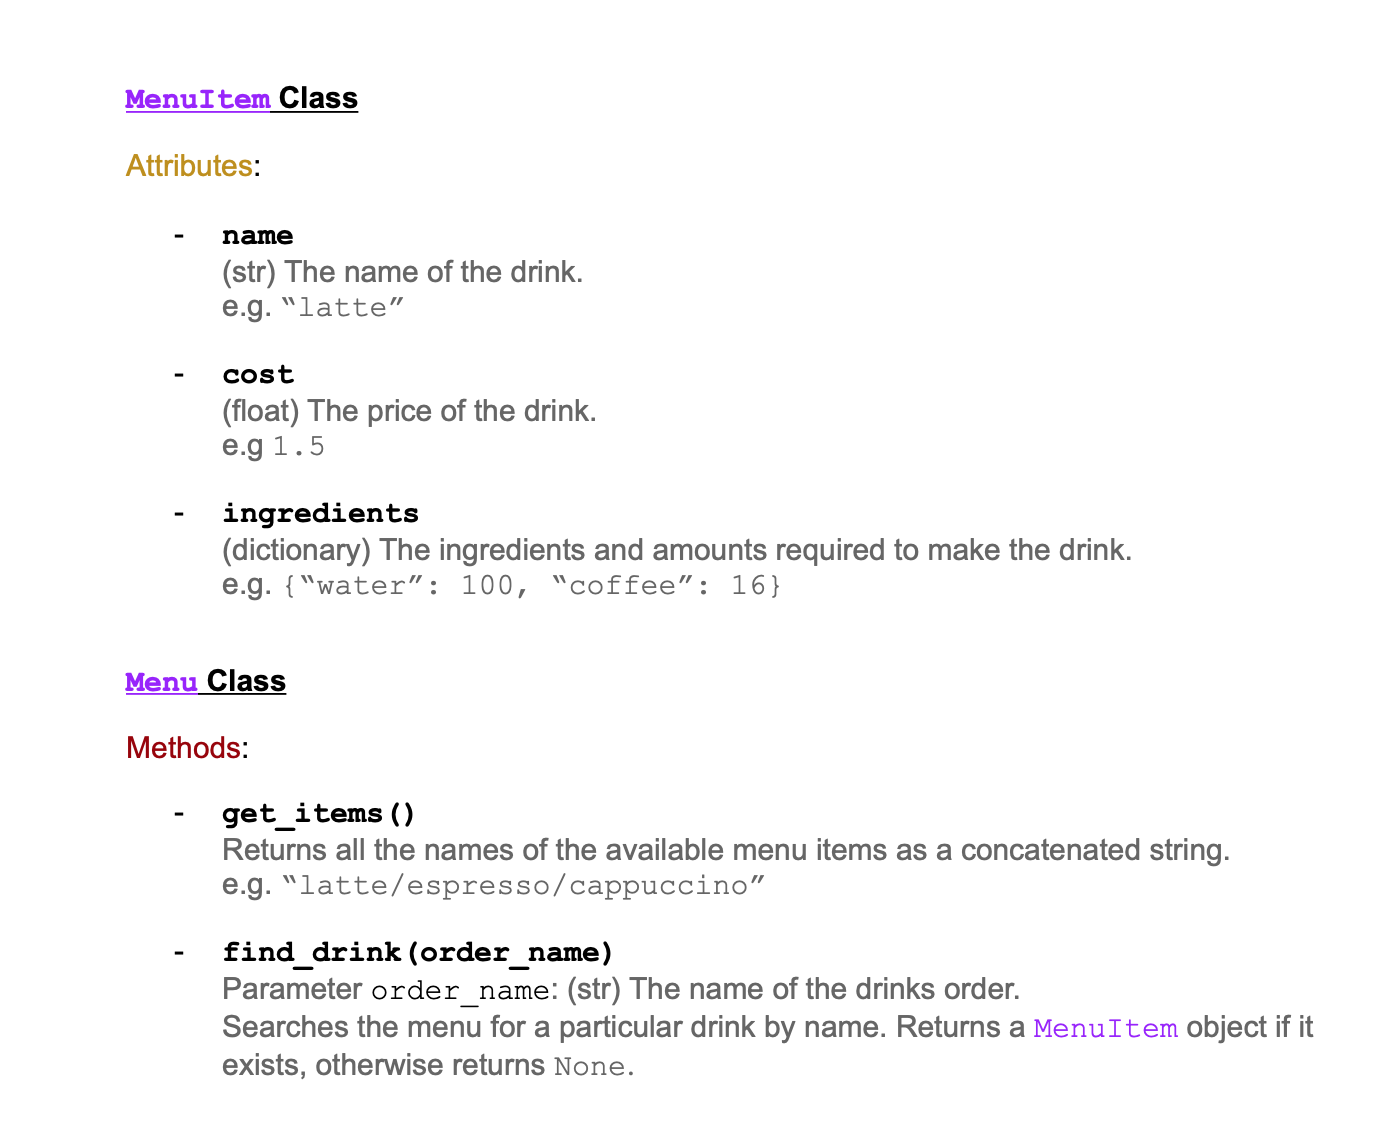 MenuItem Class
Attributes:
- name
(str) The name of the drink.
e.g. “latte”
- cost
(float) The price of the drink.
e.g 1.5
- ingredients
(dictionary) The ingredients and amounts required to make the drink.
e.g. {“water”: 100, “coffee”: 16}
Menu Class
Methods:
- get_items()
Returns all the names of the available menu items as a concatenated string.
e.g. “latte/espresso/cappuccino”
- find_drink(order_name)
Parameter order_name: (str) The name of the drinks order.
Searches the menu for a particular drink by name. Returns a MenuItem object if it
exists, otherwise returns None.